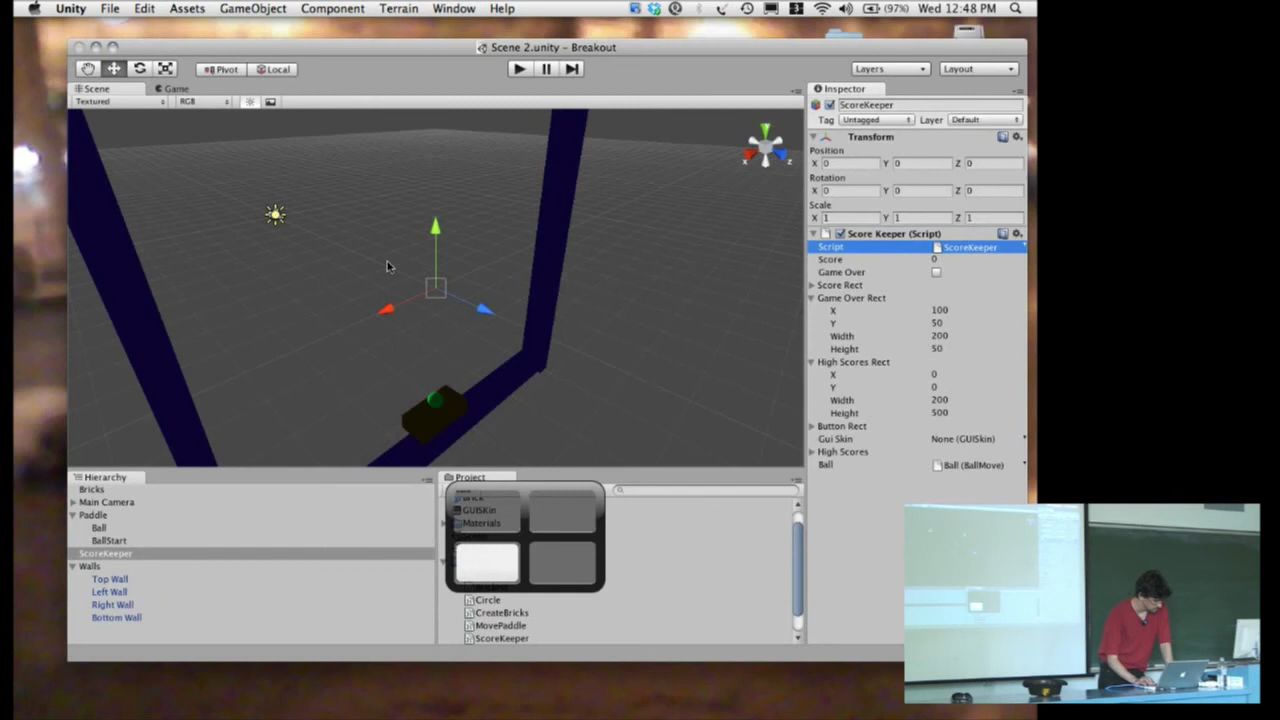 Unity File Edit Assets GameObject Component Terrain Window Help
(97%) Wed 12:48 PM
Scene 2.unity – Breakout
Pivot Local
Layers
Layout
Scene
Game
Textured
RGB
Inspector
ScoreKeeper
Tag Untagged Layer Default
Transform
Position
X 0 Y 0 Z 0
Rotation
X 0 Y 0 Z 0
Scale
X 1 Y 1 Z 1
Score Keeper (Script)
Script ScoreKeeper
Score 0
Game Over
Score Rect
Game Over Rect
X 100
Y 50
Width 200
Height 50
High Scores Rect
X 0
Y 0
Width 200
Height 500
Button Rect
Gui Skin None (GUISkin)
High Scores
Ball Ball (BallMove)
x
z
Hierarchy
Bricks
Main Camera
Paddle
Ball
BallStart
ScoreKeeper
Walls
Top Wall
Left Wall
Right Wall
Bottom Wall
Project
Brick
GUISKin
Materials
Circle
CreateBricks
MovePaddle
ScoreKeeper